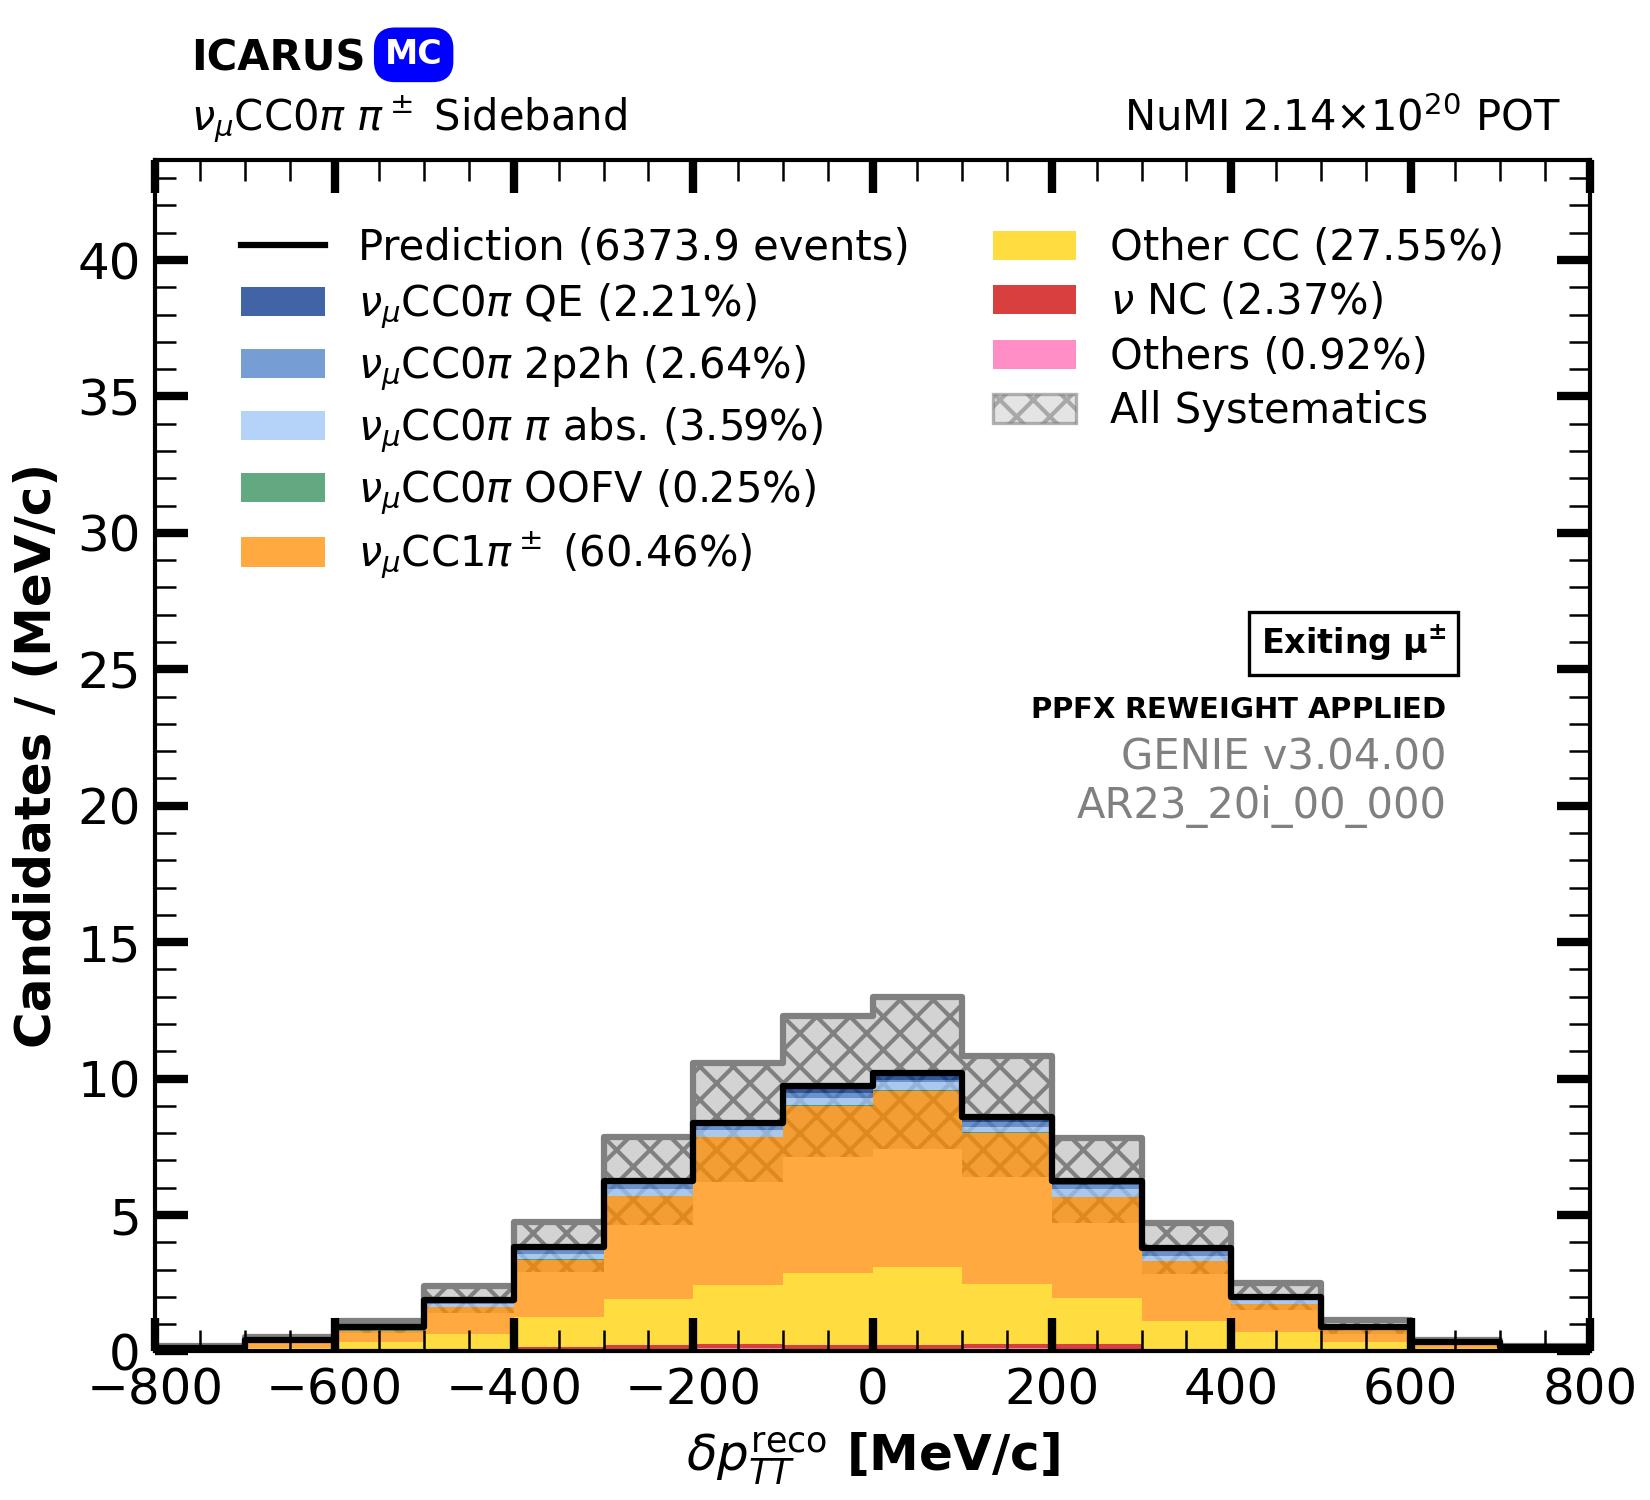 ICARUS MC
νμCC0π π± Sideband
NuMI 2.14×10²⁰ POT
Prediction (6373.9 events)
νμCC0π QE (2.21%)
νμCC0π 2p2h (2.64%)
νμCC0π π abs. (3.59%)
νμCC0π OOFV (0.25%)
νμCC1π± (60.46%)
Other CC (27.55%)
ν NC (2.37%)
Others (0.92%)
All Systematics
Exiting μ±
PPFX REWEIGHT APPLIED
GENIE v3.04.00
AR23_20i_00_000
Candidates / (MeV/c)
40
35
30
25
20
15
10
5
0
−800 −600 −400 −200 0 200 400 600 800
δp_TT^reco [MeV/c]